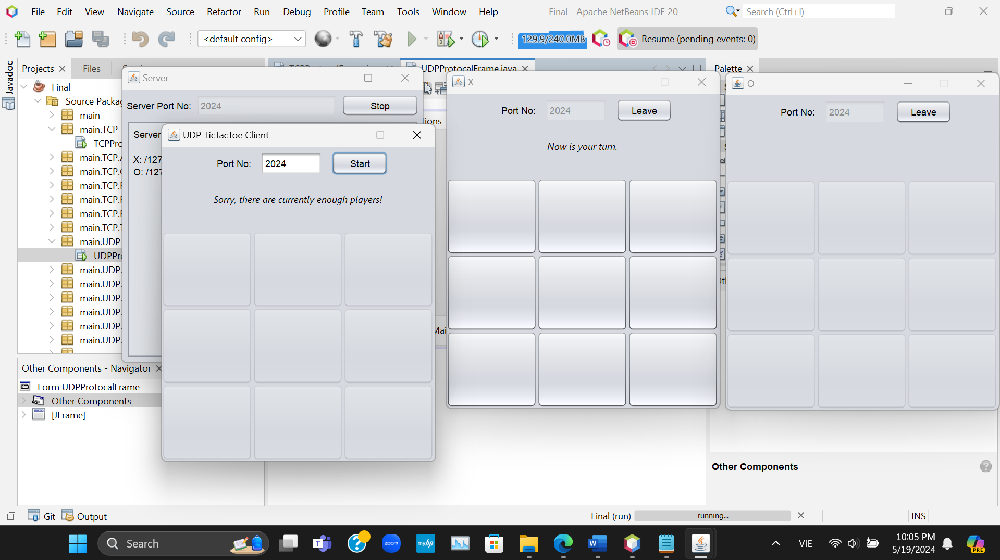 File Edit View Navigate Source Refactor Run Debug Profile Team Tools Window Help
Final - Apache NetBeans IDE 20
Search (Ctrl+I)
<default config>
129.9/240.0MB
Resume (pending events: 0)
Javadoc
Projects
Files
UDPProtocalFrame.java
Palette
Final
Source Packag
main
main.TCP
TCPPro
main.TCP.
main.TCP.
main.TCP.
main.TCP.
main.TCP.
main.TCP.
main.UDP
UDPPro
main.UDP.
main.UDP.
main.UDP.
main.UDP.
main.UDP.
main.UDP.
Server
Server Port No:
2024
Stop
Server
X: /127
O: /127
UDP TicTacToe Client
Port No:
2024
Start
Sorry, there are currently enough players!
X
Port No:
2024
Leave
Now is your turn.
O
Port No:
2024
Leave
Other Components - Navigator
Form UDPProtocalFrame
Other Components
[JFrame]
Other Components
Git
Output
Final (run)
running...
INS
Search
T
zoom
myhp
W
VIE
10:05 PM
5/19/2024
PRE